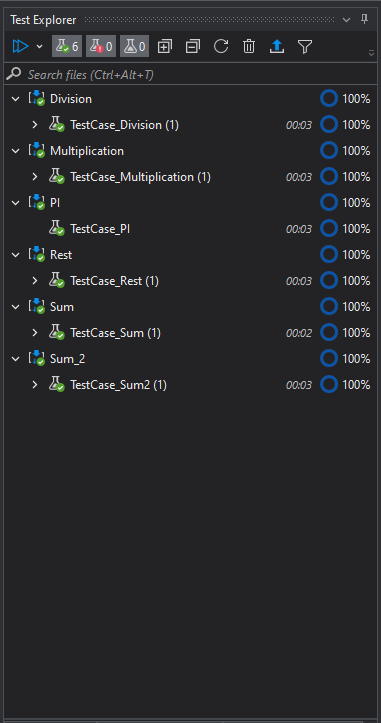 Test Explorer
6 0 0
Search files (Ctrl+Alt+T)
Division 100%
TestCase_Division (1) 00:03 100%
Multiplication 100%
TestCase_Multiplication (1) 00:03 100%
PI 100%
TestCase_PI 00:03 100%
Rest 100%
TestCase_Rest (1) 00:03 100%
Sum 100%
TestCase_Sum (1) 00:02 100%
Sum_2 100%
TestCase_Sum2 (1) 00:03 100%